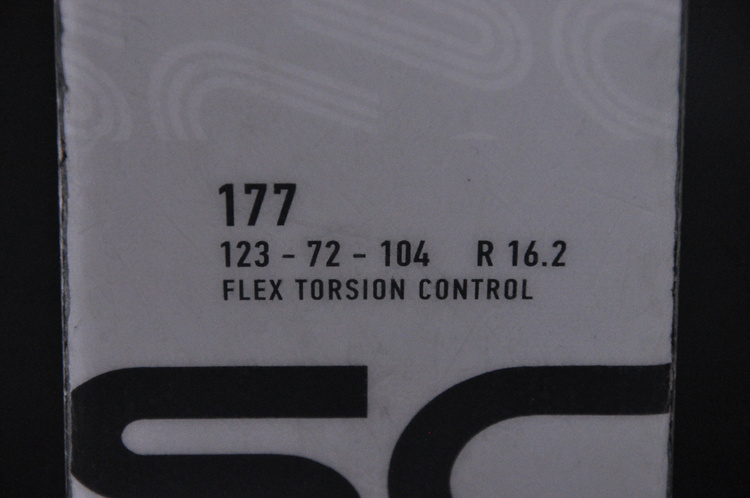 177
123 - 72 - 104 R 16.2
FLEX TORSION CONTROL